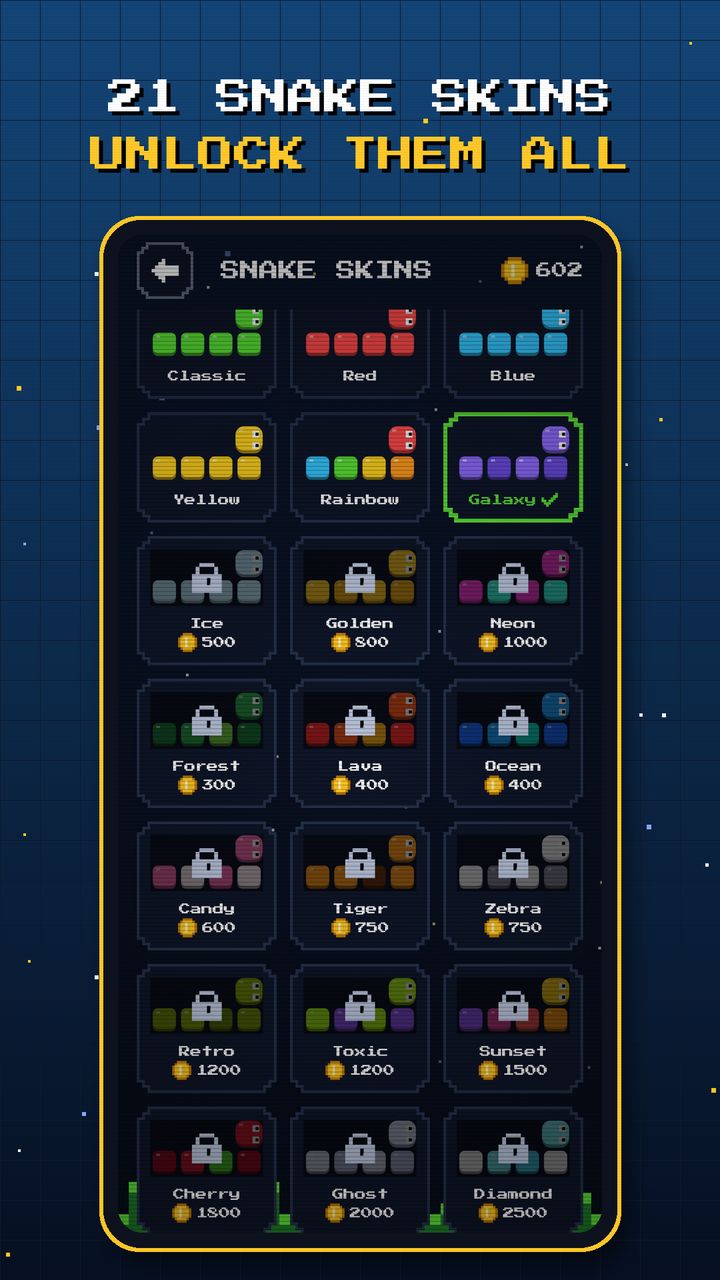 21 SNAKE SKINS
UNLOCK THEM ALL
SNAKE SKINS 602
Classic Red Blue
Yellow Rainbow Galaxy
Ice Golden Neon
500 800 1000
Forest Lava Ocean
300 400 400
Candy Tiger Zebra
600 750 750
Retro Toxic Sunset
1200 1200 1500
Cherry Ghost Diamond
1800 2000 2500